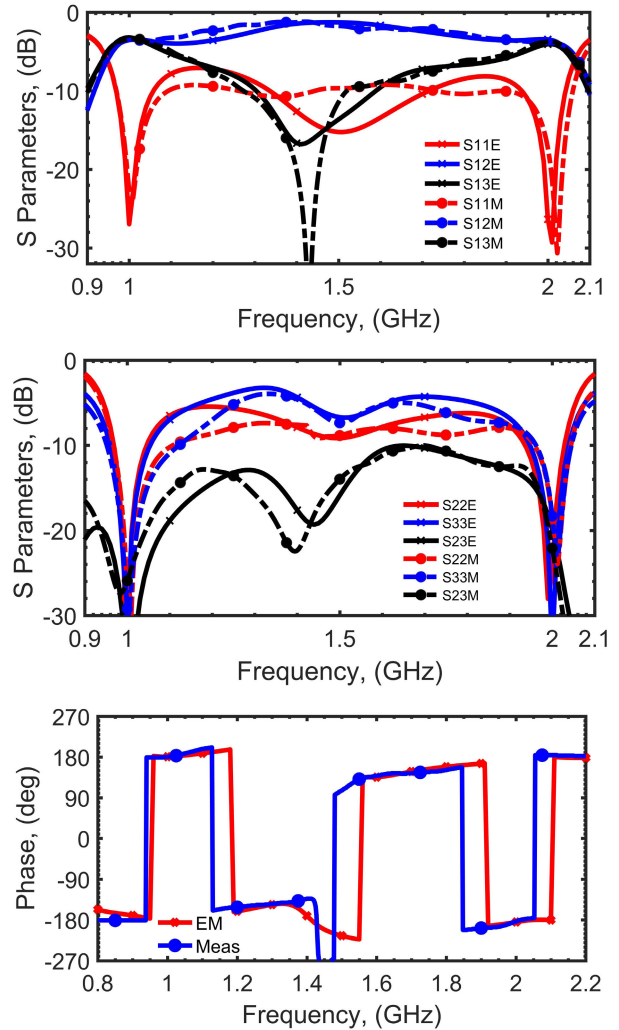 S Parameters, (dB)
0
-10
-20
-30
S11E
S12E
S13E
S11M
S12M
S13M
0.9 1 1.5 2 2.1
Frequency, (GHz)
S Parameters, (dB)
0
-10
-20
-30
S22E
S33E
S23E
S22M
S33M
S23M
0.9 1 1.5 2 2.1
Frequency, (GHz)
Phase, (deg)
270
180
90
0
-90
-180
-270
EM
Meas
0.8 1 1.2 1.4 1.6 1.8 2 2.2
Frequency, (GHz)